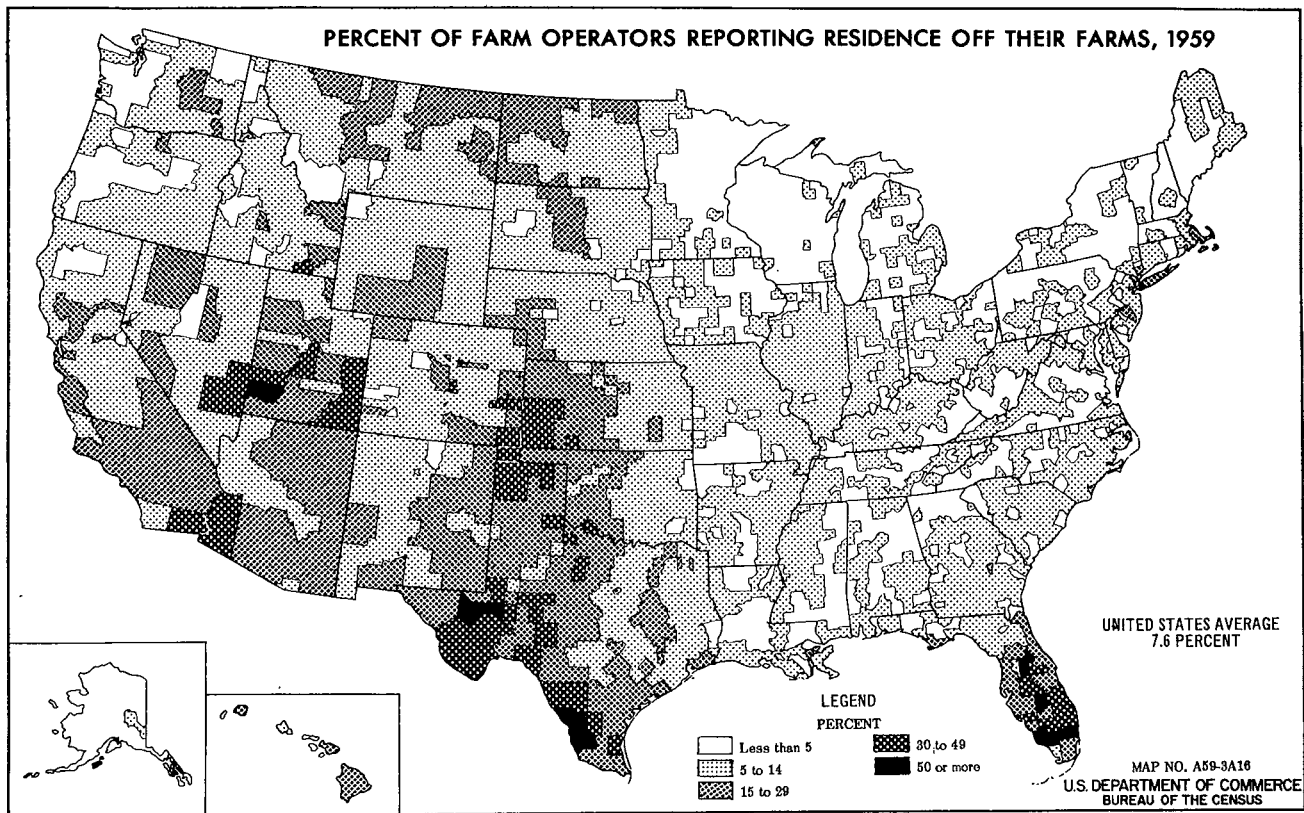 PERCENT OF FARM OPERATORS REPORTING RESIDENCE OFF THEIR FARMS, 1959
UNITED STATES AVERAGE
7.6 PERCENT
LEGEND
PERCENT
Less than 5
5 to 14
15 to 29
30 to 49
50 or more
MAP NO. A59-3A16
U.S. DEPARTMENT OF COMMERCE
BUREAU OF THE CENSUS